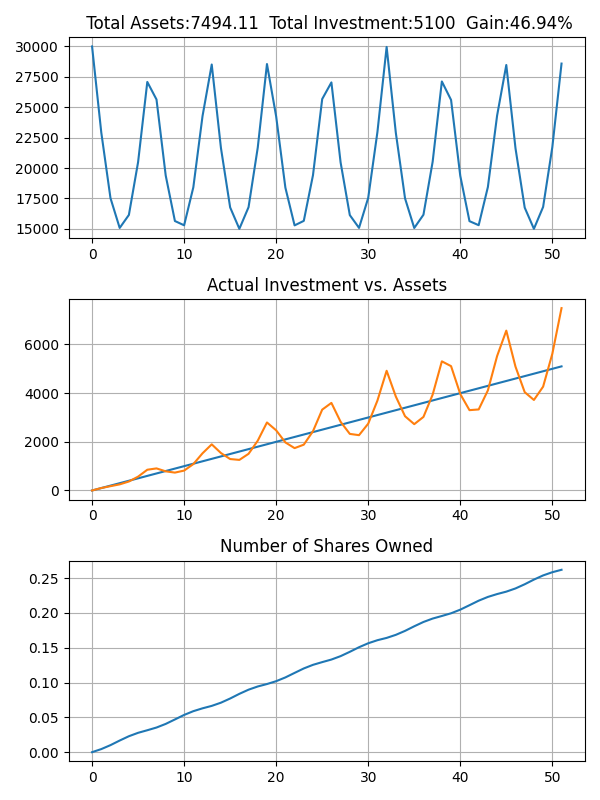 Total Assets:7494.11  Total Investment:5100  Gain:46.94%
30000
27500
25000
22500
20000
17500
15000
0 10 20 30 40 50
Actual Investment vs. Assets
6000
4000
2000
0
0 10 20 30 40 50
Number of Shares Owned
0.25
0.20
0.15
0.10
0.05
0.00
0 10 20 30 40 50